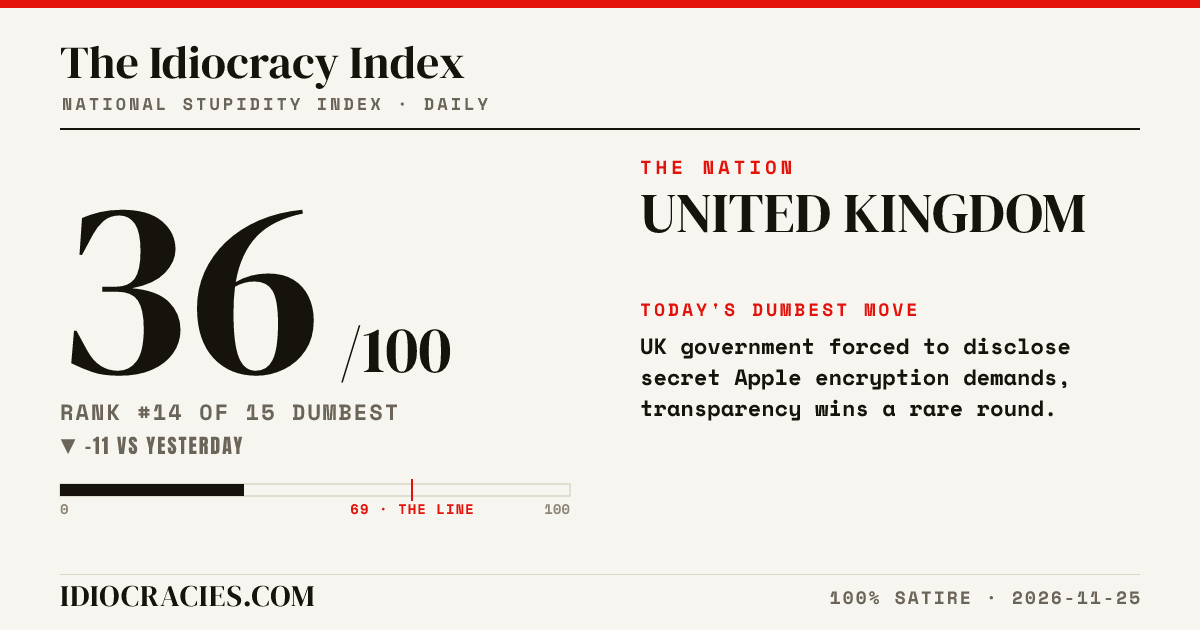 The Idiocracy Index
NATIONAL STUPIDITY INDEX · DAILY
36 /100
RANK #14 OF 15 DUMBEST
▼ -11 VS YESTERDAY
0
69 · THE LINE
100
THE NATION
UNITED KINGDOM
TODAY'S DUMBEST MOVE
UK government forced to disclose
secret Apple encryption demands,
transparency wins a rare round.
IDIOCRACIES.COM
100% SATIRE · 2026-11-25